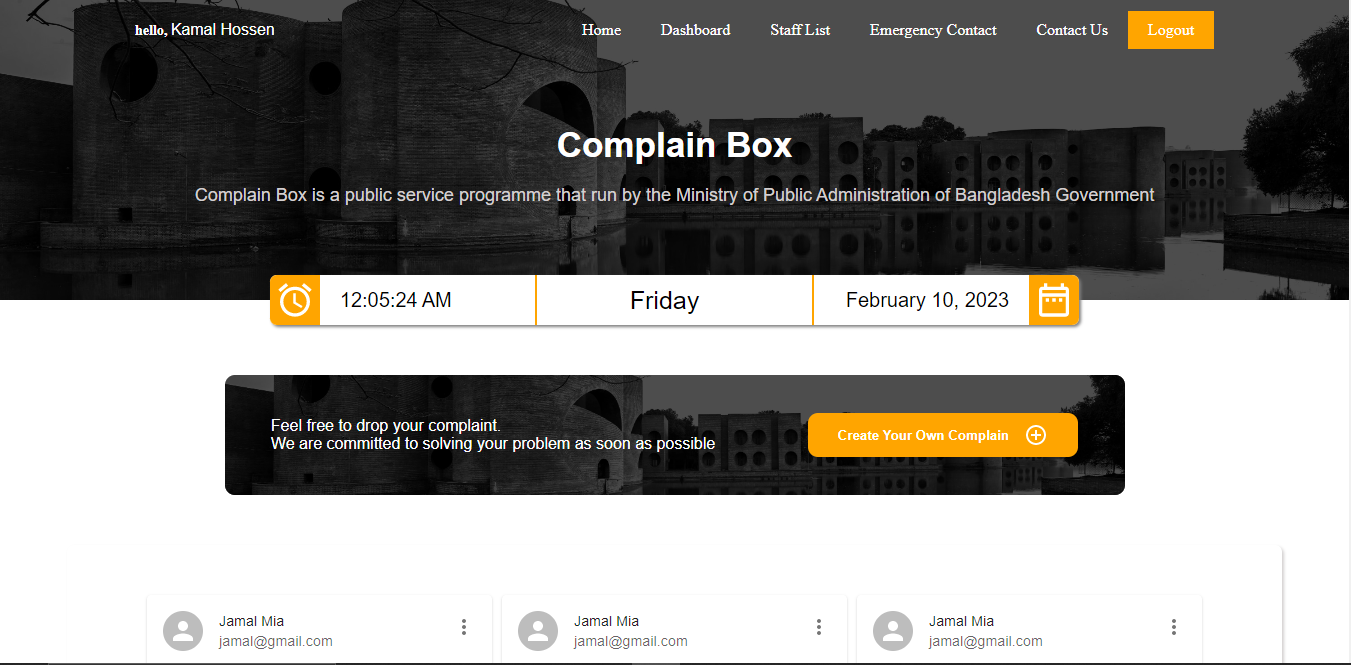 hello, Kamal Hossen
Home Dashboard Staff List Emergency Contact Contact Us Logout
Complain Box
Complain Box is a public service programme that run by the Ministry of Public Administration of Bangladesh Government
12:05:24 AM Friday February 10, 2023
Feel free to drop your complaint.
We are committed to solving your problem as soon as possible
Create Your Own Complain
Jamal Mia
jamal@gmail.com
Jamal Mia
jamal@gmail.com
Jamal Mia
jamal@gmail.com